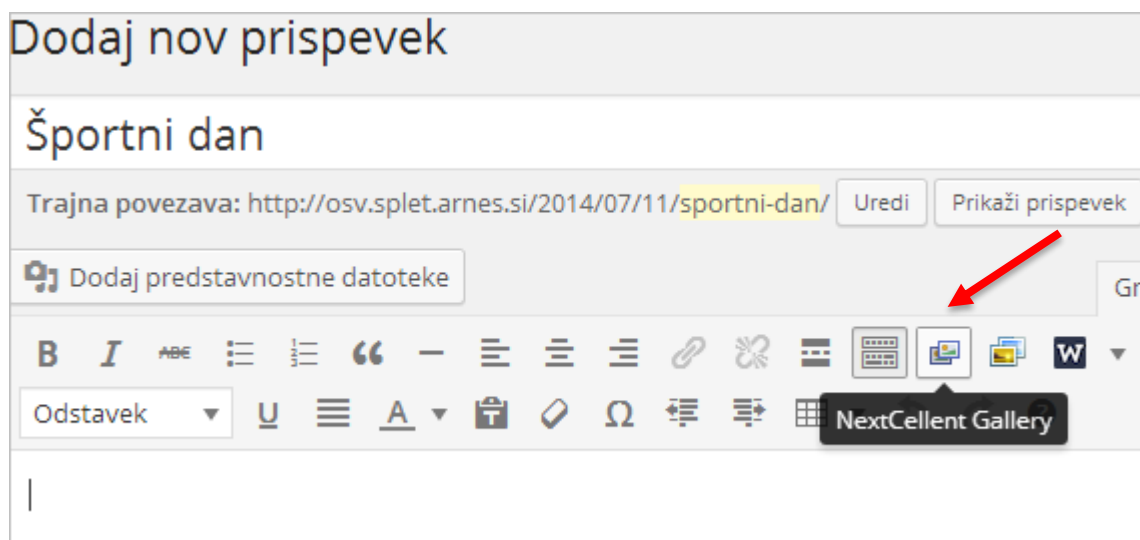 Dodaj nov prispevek
Športni dan
Trajna povezava: http://osv.splet.arnes.si/2014/07/11/sportni-dan/ Uredi Prikaži prispevek
Dodaj predstavnostne datoteke
B I ABE W
Odstavek U A T Ω
NextCellent Gallery